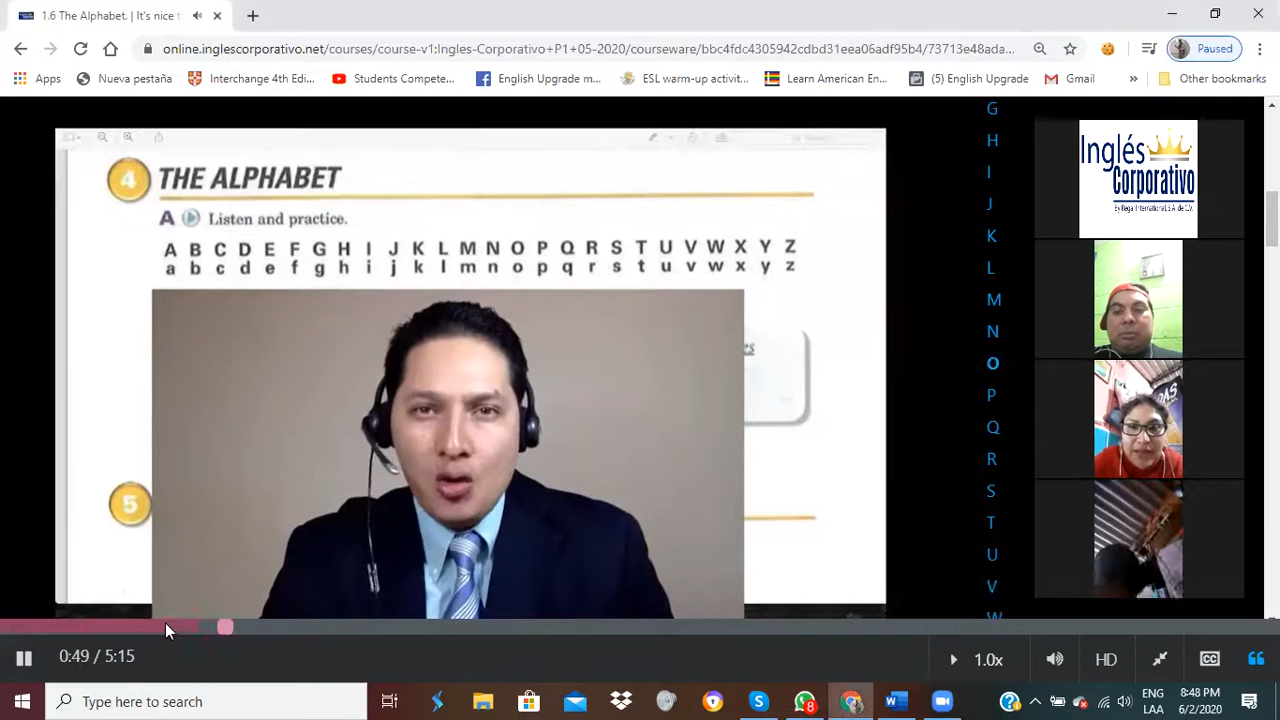 1.6 The Alphabet. | It's nice t
online.inglescorporativo.net/courses/course-v1:Ingles-Corporativo+P1+05-2020/courseware/bbc4fdc4305942cdbd31eea06adf95b4/73713e48ada...
Paused
Apps
Nueva pestaña
Interchange 4th Edi...
Students Compete...
English Upgrade m...
ESL warm-up activit...
Learn American En...
(5) English Upgrade
Gmail
»
Other bookmarks
4 THE ALPHABET
A Listen and practice.
A B C D E F G H I J K L M N O P Q R S T U V W X Y Z
a b c d e f g h i j k l m n o p q r s t u v w x y z
5
G
H
I
J
K
L
M
N
O
P
Q
R
S
T
U
V
W
Inglés
Corporativo
0:49 / 5:15
1.0x
HD
CC
Type here to search
8
ENG
LAA
8:48 PM
6/2/2020